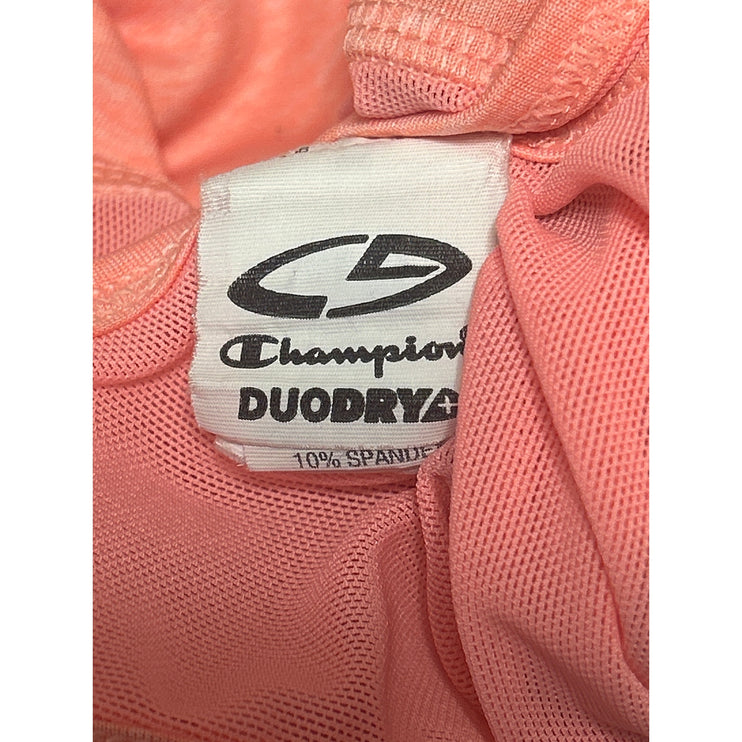 Champion
DUODRY+
10% SPANDE